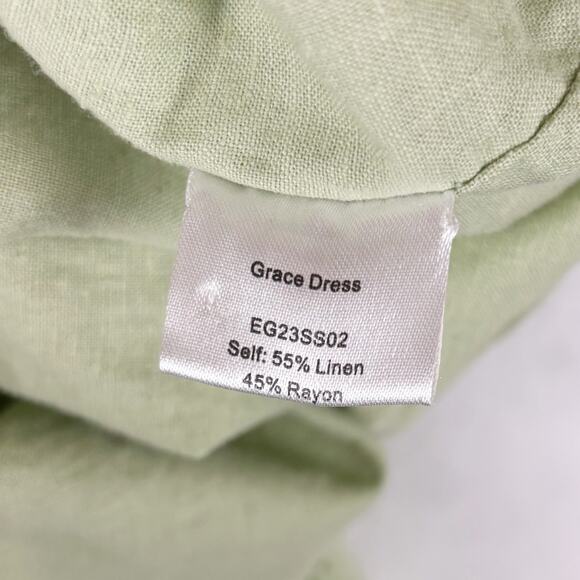 Grace Dress
EG23SS02
Self: 55% Linen
45% Rayon